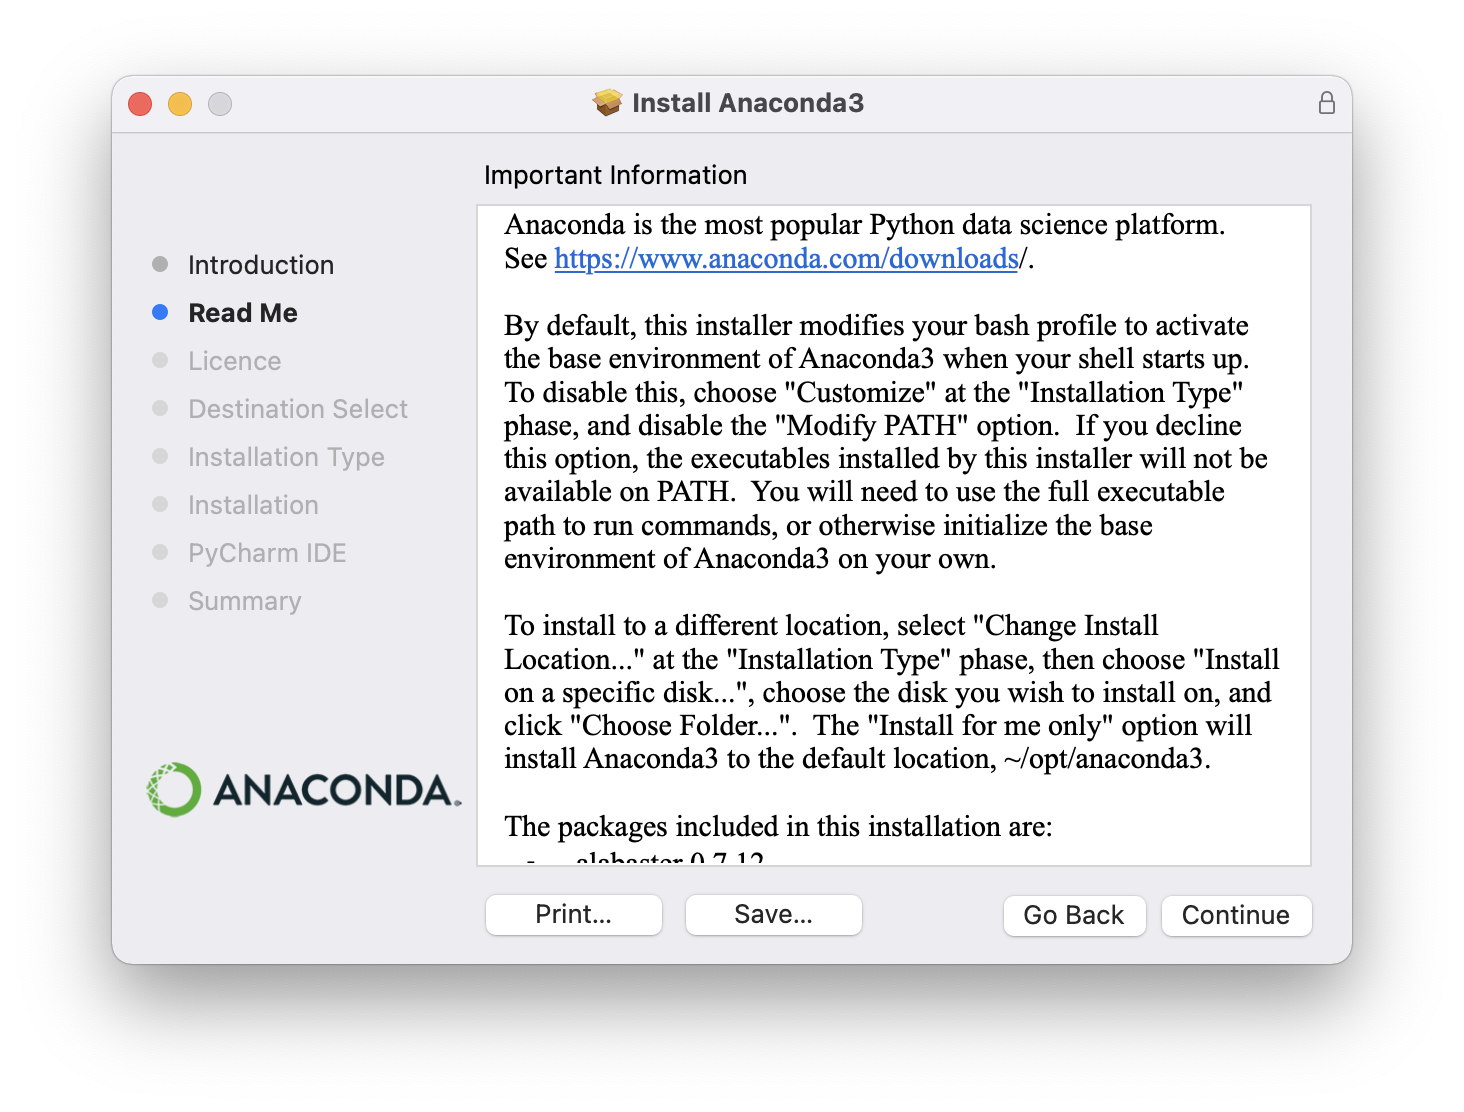 Install Anaconda3
Important Information
Introduction
Read Me
Licence
Destination Select
Installation Type
Installation
PyCharm IDE
Summary
ANACONDA.
Anaconda is the most popular Python data science platform.
See https://www.anaconda.com/downloads/.
By default, this installer modifies your bash profile to activate
the base environment of Anaconda3 when your shell starts up.
To disable this, choose "Customize" at the "Installation Type"
phase, and disable the "Modify PATH" option.  If you decline
this option, the executables installed by this installer will not be
available on PATH.  You will need to use the full executable
path to run commands, or otherwise initialize the base
environment of Anaconda3 on your own.
To install to a different location, select "Change Install
Location..." at the "Installation Type" phase, then choose "Install
on a specific disk...", choose the disk you wish to install on, and
click "Choose Folder...".  The "Install for me only" option will
install Anaconda3 to the default location, ~/opt/anaconda3.
The packages included in this installation are:
- alabaster 0.7.12
Print...
Save...
Go Back
Continue